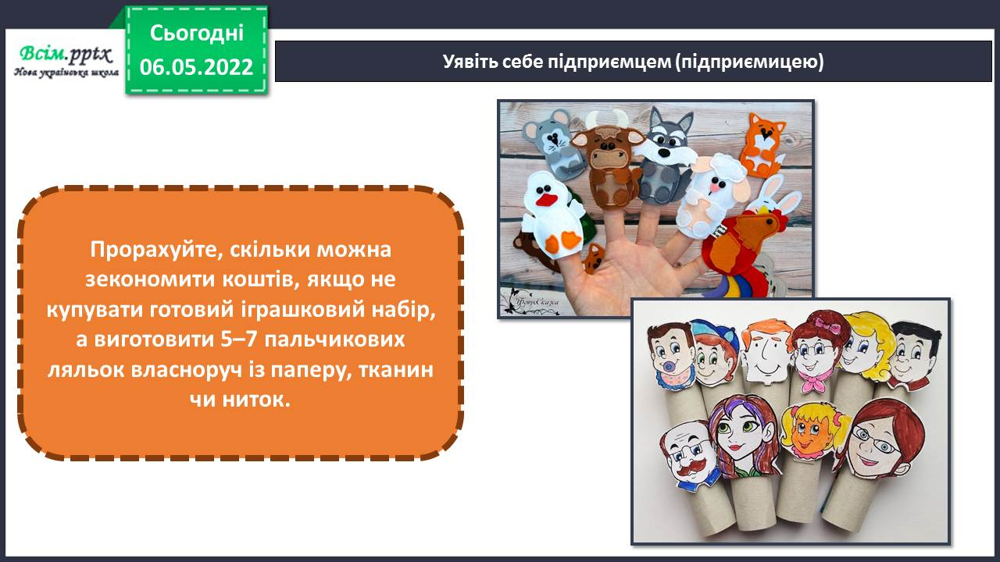 Всім.pptx
Нова українська школа
Сьогодні
06.05.2022
Уявіть себе підприємцем (підприємицею)
Прорахуйте, скільки можна
зекономити коштів, якщо не
купувати готовий іграшковий набір,
а виготовити 5–7 пальчикових
ляльок власноруч із паперу, тканин
чи ниток.
ФетроСказка